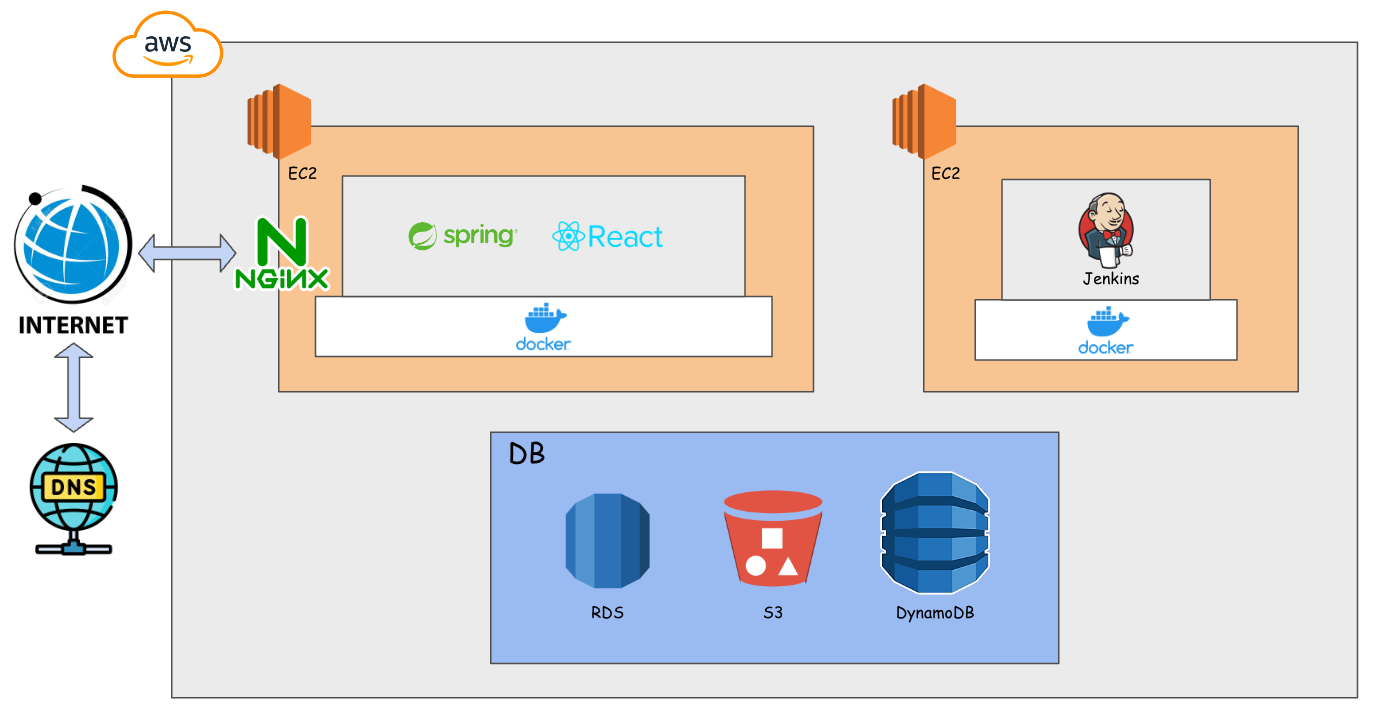 aws
EC2
EC2
spring
React
NGiNX
Jenkins
INTERNET
docker
docker
DB
DNS
RDS
S3
DynamoDB